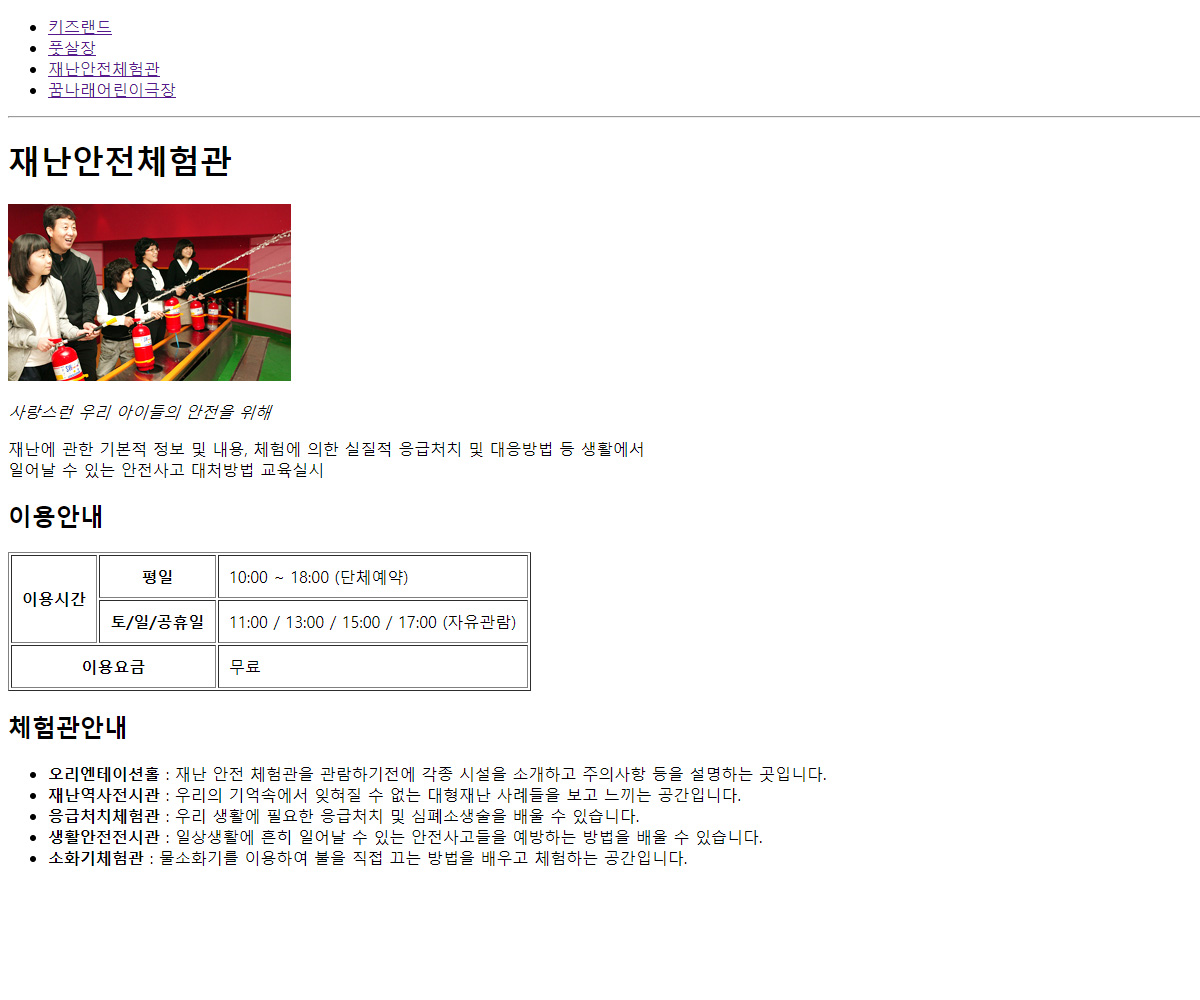 키즈랜드
풋살장
재난안전체험관
꿈나래어린이극장
재난안전체험관
사랑스런 우리 아이들의 안전을 위해
재난에 관한 기본적 정보 및 내용, 체험에 의한 실질적 응급처치 및 대응방법 등 생활에서
일어날 수 있는 안전사고 대처방법 교육실시
이용안내
이용시간 평일 10:00 ~ 18:00 (단체예약)
토/일/공휴일 11:00 / 13:00 / 15:00 / 17:00 (자유관람)
이용요금 무료
체험관안내
오리엔테이션홀 : 재난 안전 체험관을 관람하기전에 각종 시설을 소개하고 주의사항 등을 설명하는 곳입니다.
재난역사전시관 : 우리의 기억속에서 잊혀질 수 없는 대형재난 사례들을 보고 느끼는 공간입니다.
응급처치체험관 : 우리 생활에 필요한 응급처치 및 심폐소생술을 배울 수 있습니다.
생활안전전시관 : 일상생활에 흔히 일어날 수 있는 안전사고들을 예방하는 방법을 배울 수 있습니다.
소화기체험관 : 물소화기를 이용하여 불을 직접 끄는 방법을 배우고 체험하는 공간입니다.